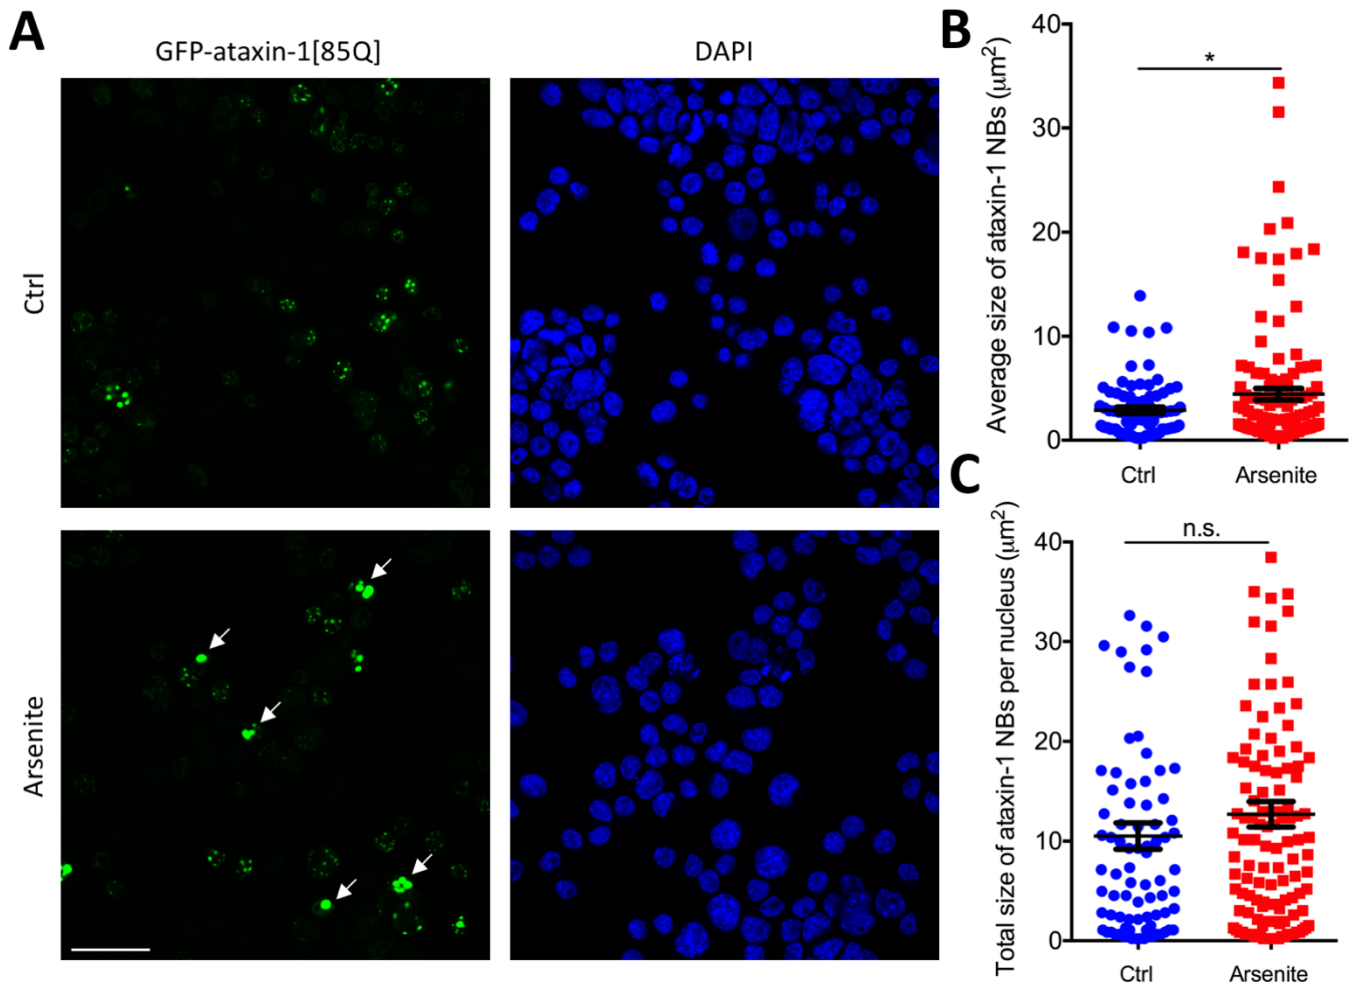 A
GFP-ataxin-1[85Q]
DAPI
Ctrl
Arsenite
B
Average size of ataxin-1 NBs (μm²)
40
30
20
10
0
*
Ctrl
Arsenite
C
Total size of ataxin-1 NBs per nucleus (μm²)
40
30
20
10
0
n.s.
Ctrl
Arsenite